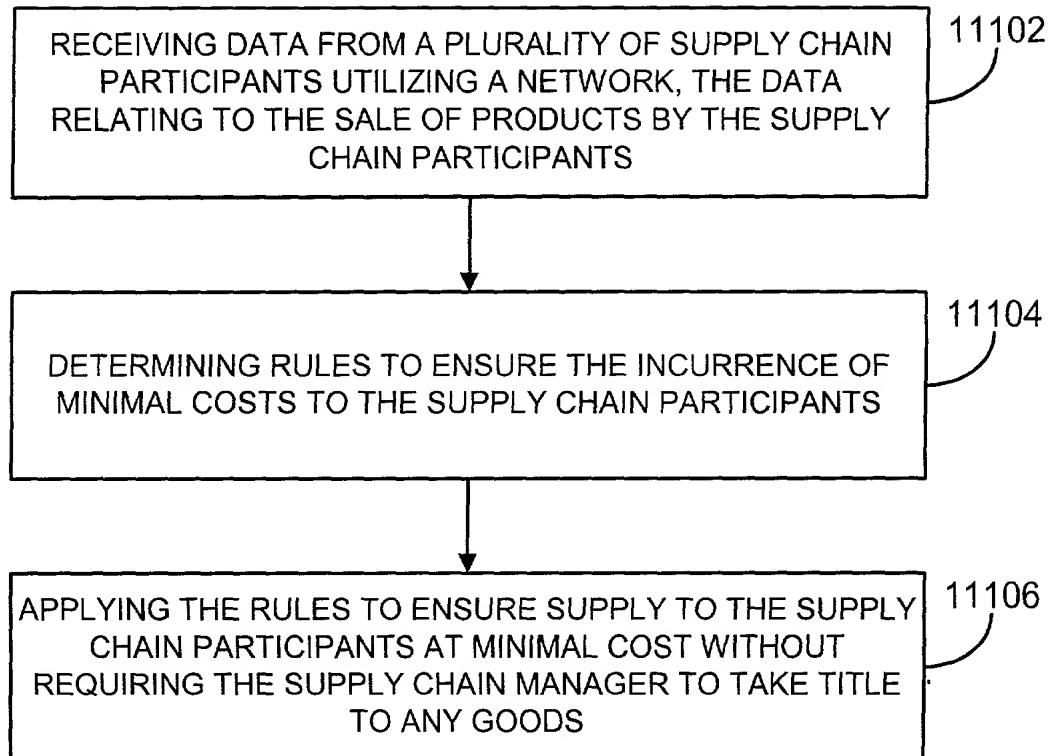 RECEIVING DATA FROM A PLURALITY OF SUPPLY CHAIN
PARTICIPANTS UTILIZING A NETWORK, THE DATA
RELATING TO THE SALE OF PRODUCTS BY THE SUPPLY
CHAIN PARTICIPANTS
11102
DETERMINING RULES TO ENSURE THE INCURRENCE OF
MINIMAL COSTS TO THE SUPPLY CHAIN PARTICIPANTS
11104
APPLYING THE RULES TO ENSURE SUPPLY TO THE SUPPLY
CHAIN PARTICIPANTS AT MINIMAL COST WITHOUT
REQUIRING THE SUPPLY CHAIN MANAGER TO TAKE TITLE
TO ANY GOODS
11106